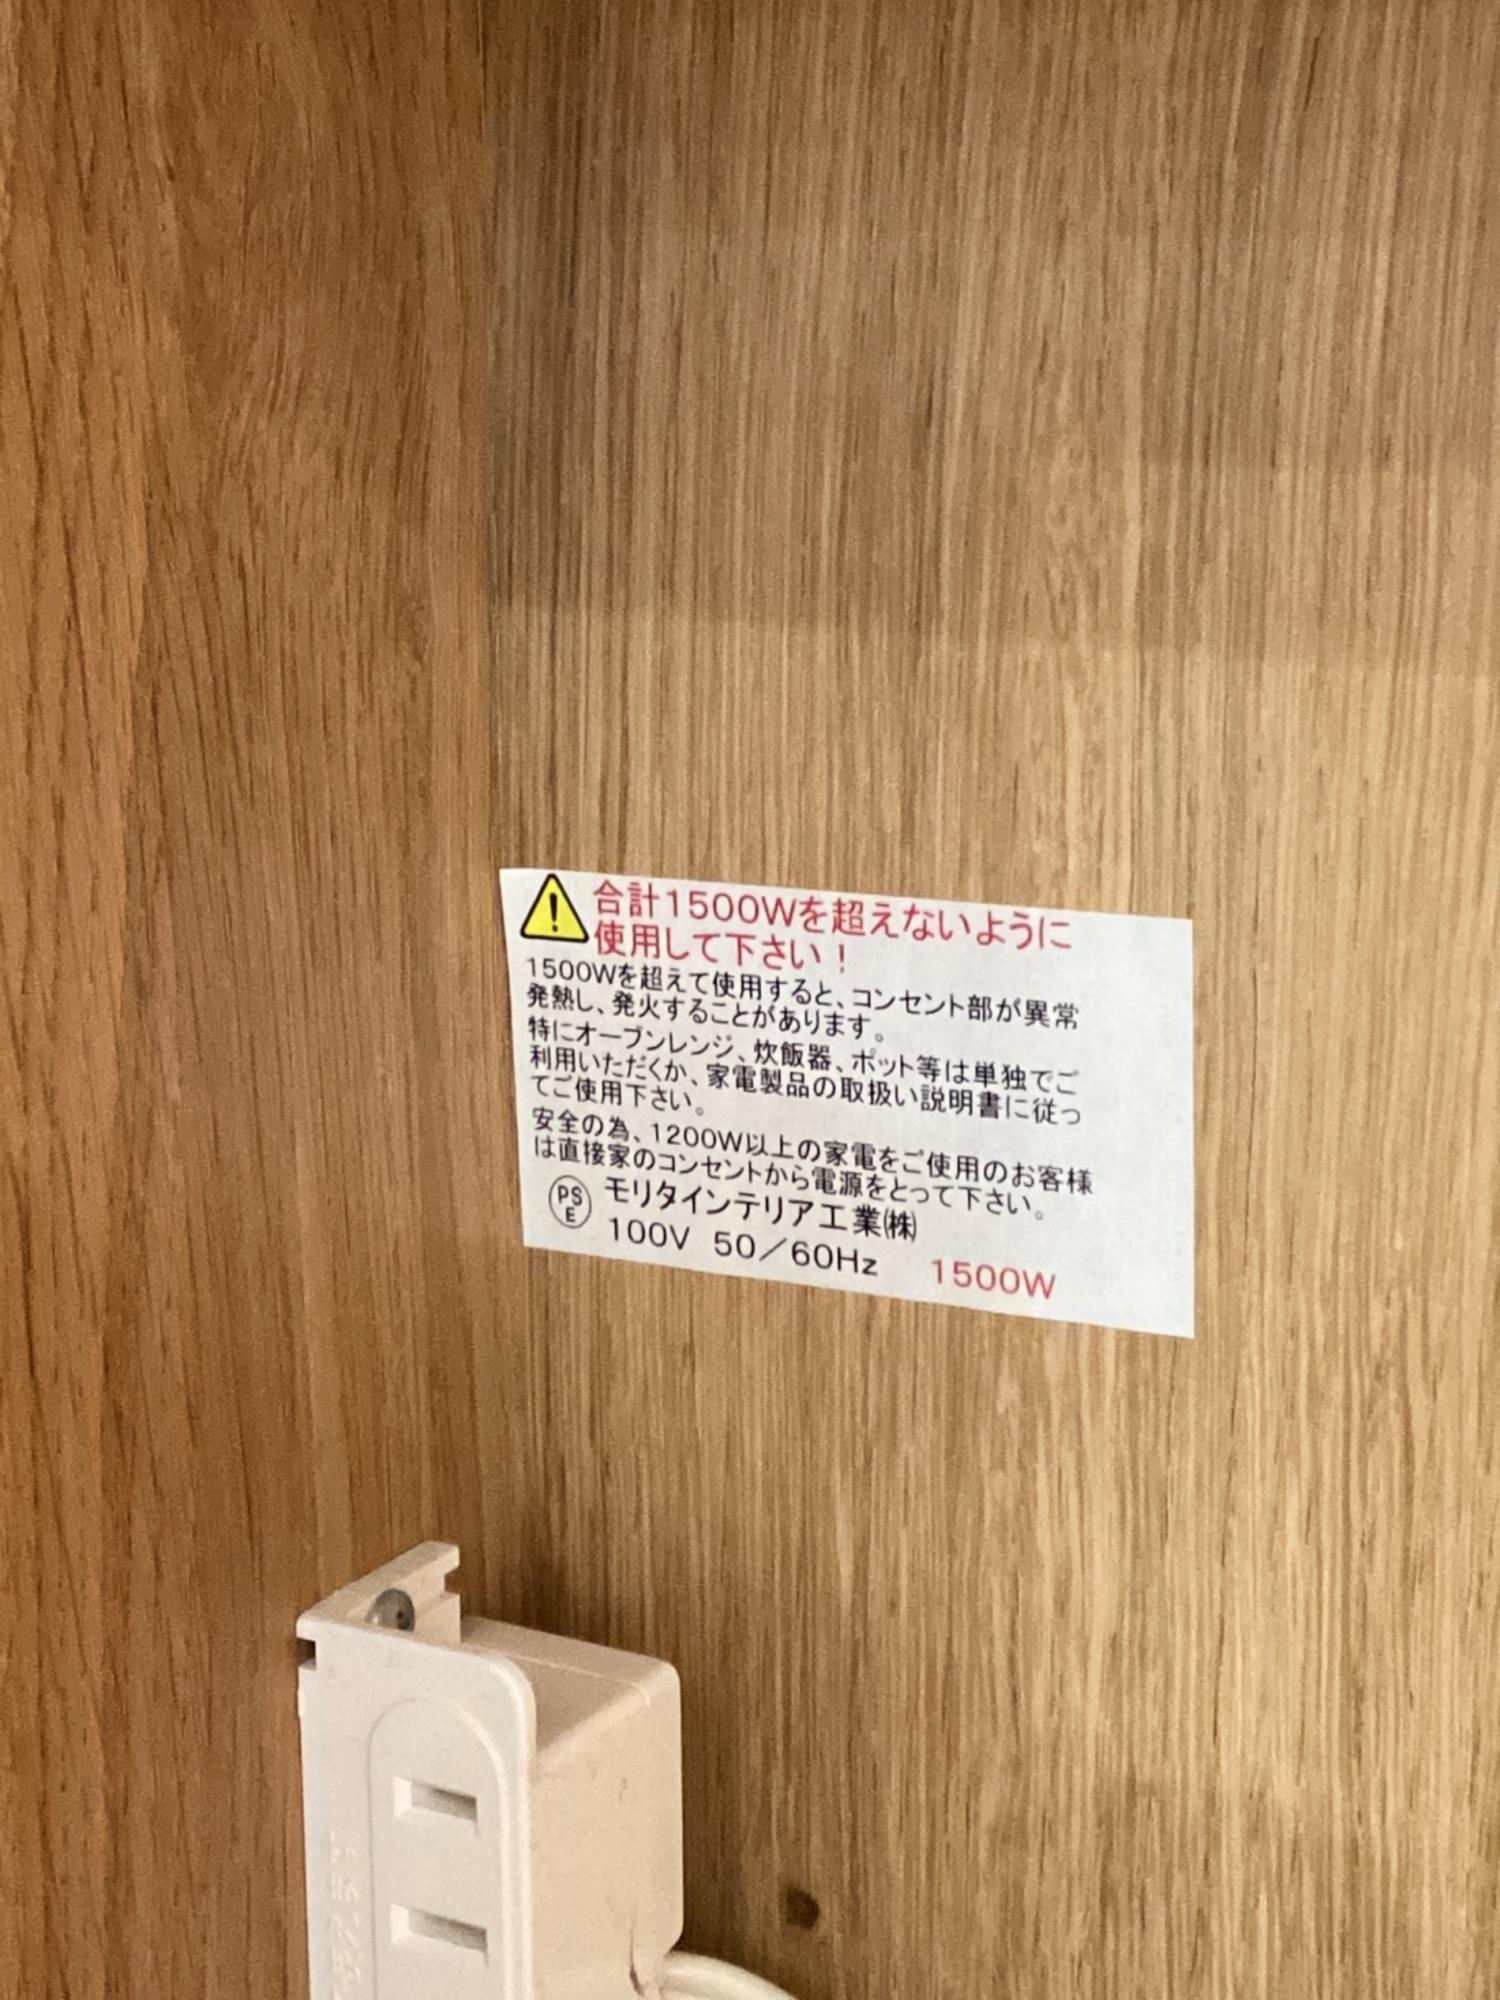 合計1500Wを超えないように
使用して下さい！
1500Wを超えて使用すると、コンセント部が異常
発熱し、発火することがあります。
特にオーブンレンジ、炊飯器、ポット等は単独でご
利用いただくか、家電製品の取扱い説明書に従っ
てご使用下さい。
安全の為、1200W以上の家電をご使用のお客様
は直接家のコンセントから電源をとって下さい。
PS
E
モリタインテリア工業㈱
100V 50／60Hz 1500W